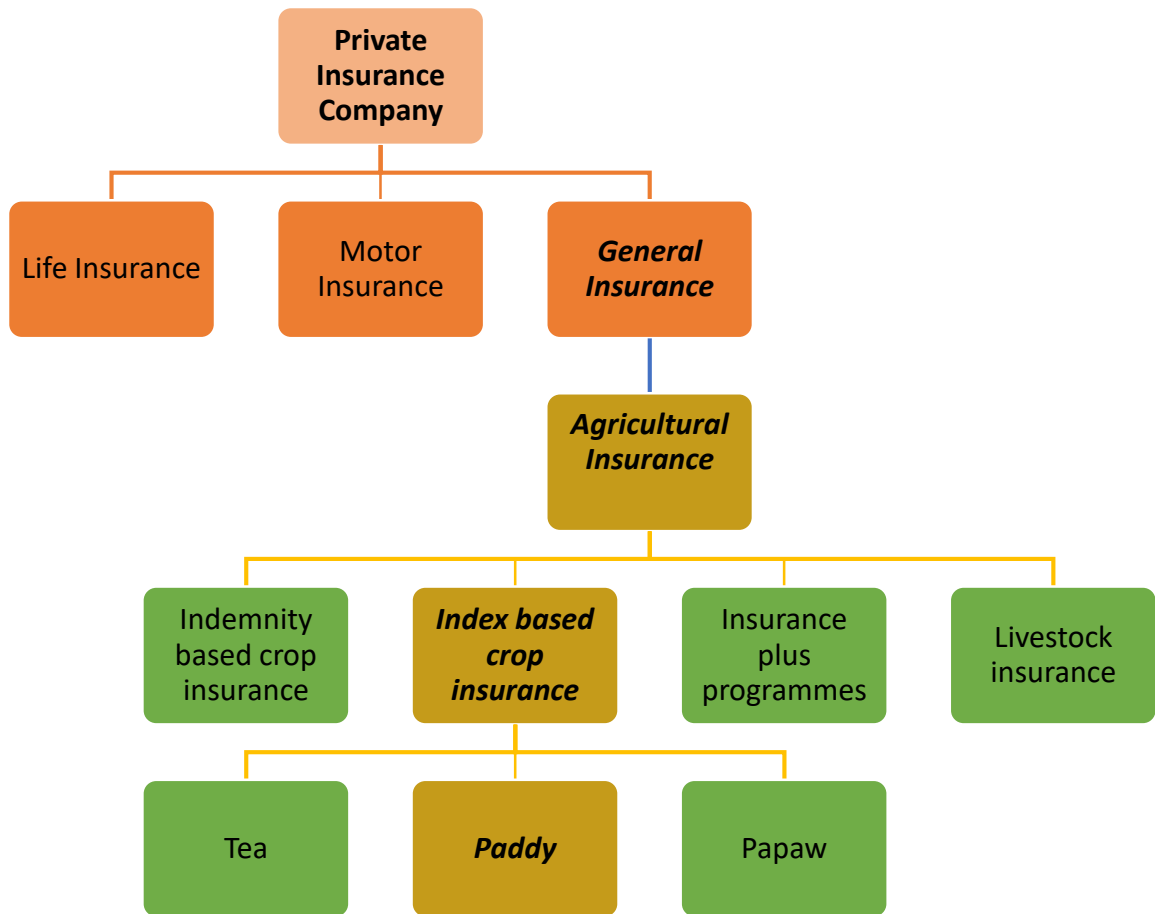 Private
Insurance
Company
Life Insurance
Motor
Insurance
General
Insurance
Agricultural
Insurance
Indemnity
based crop
insurance
Index based
crop
insurance
Insurance
plus
programmes
Livestock
insurance
Tea
Paddy
Papaw